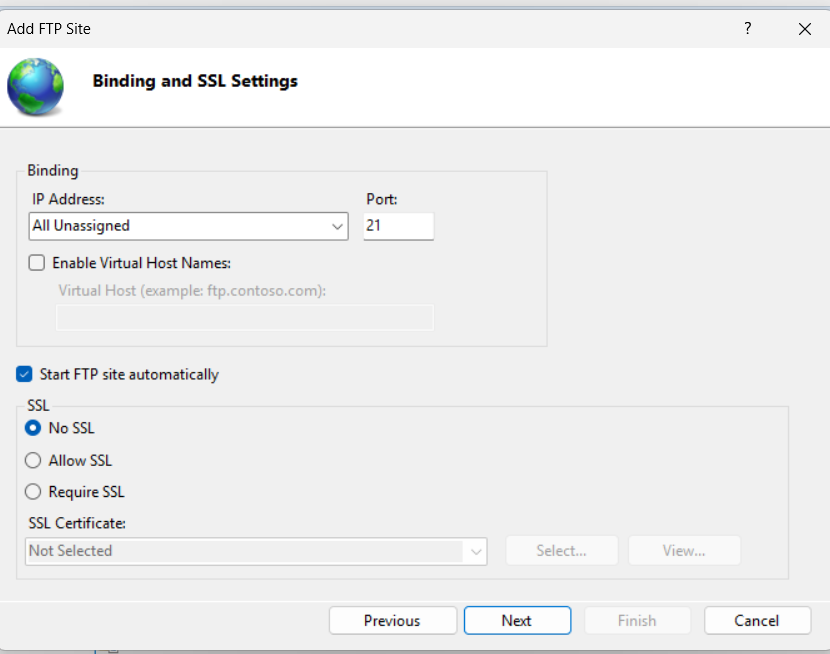 Add FTP Site
?
Binding and SSL Settings
Binding
IP Address: Port:
All Unassigned 21
Enable Virtual Host Names:
Virtual Host (example: ftp.contoso.com):
Start FTP site automatically
SSL
No SSL
Allow SSL
Require SSL
SSL Certificate:
Not Selected Select... View...
Previous Next Finish Cancel